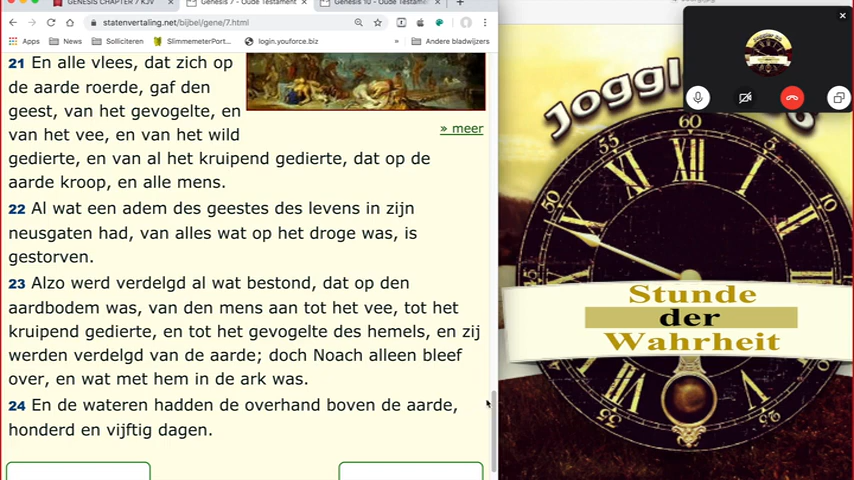 GENESIS CHAPTER 7 KJV
Genesis 7 - Oude Testament
Genesis 10 - Oude Testament
statenvertaling.net/bijbel/gene/7.html
Apps
News
Solliciteren
SlimmemeterPort...
login.youforce.biz
»
Andere bladwijzers
21 En alle vlees, dat zich op
de aarde roerde, gaf den
geest, van het gevogelte, en
van het vee, en van het wild
gedierte, en van al het kruipend gedierte, dat op de
aarde kroop, en alle mens.
» meer
22 Al wat een adem des geestes des levens in zijn
neusgaten had, van alles wat op het droge was, is
gestorven.
23 Alzo werd verdelgd al wat bestond, dat op den
aardbodem was, van den mens aan tot het vee, tot het
kruipend gedierte, en tot het gevogelte des hemels, en zij
werden verdelgd van de aarde; doch Noach alleen bleef
over, en wat met hem in de ark was.
24 En de wateren hadden de overhand boven de aarde,
honderd en vijftig dagen.
Joggl
60
55
5
50
10
XII
XI
I
Stunde
der
Wahrheit
35
25